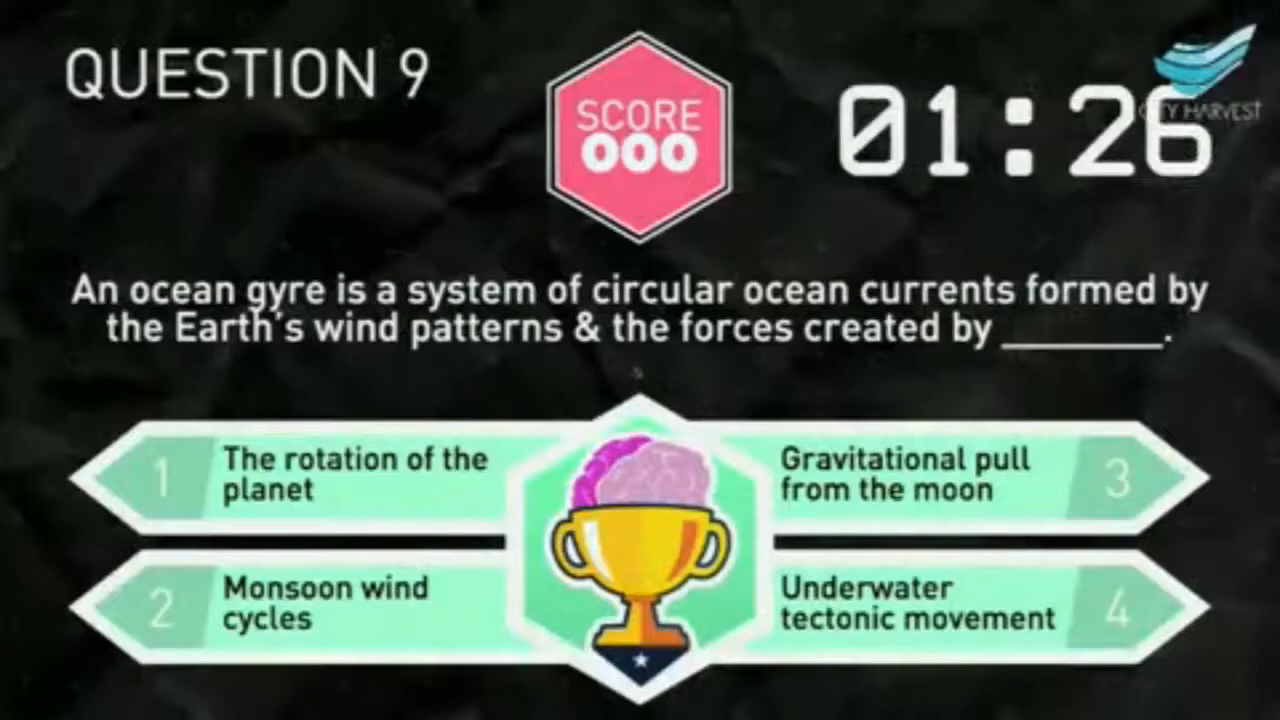 QUESTION 9
SCORE
000
01:26
CITY HARVEST
An ocean gyre is a system of circular ocean currents formed by
the Earth's wind patterns & the forces created by ________.
1
The rotation of the
planet
Gravitational pull
from the moon
3
2
Monsoon wind
cycles
Underwater
tectonic movement
4